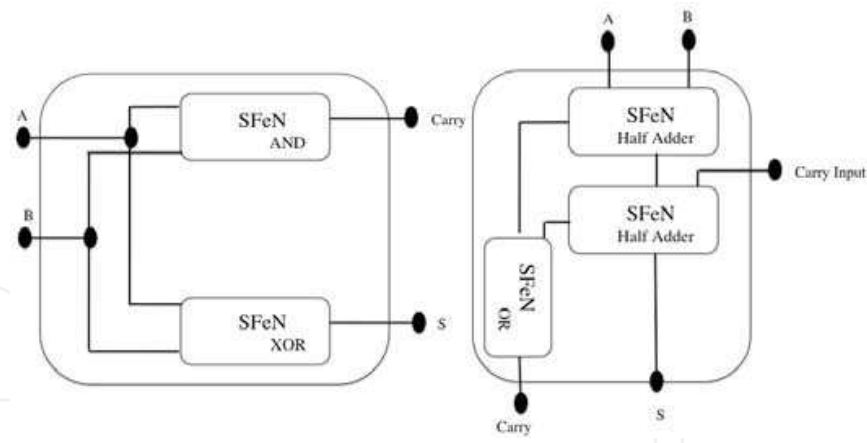 A
B
SFeN
AND
Carry
SFeN
XOR
S
A
B
SFeN
Half Adder
Carry Input
SFeN
Half Adder
SFeN
OR
Carry
S